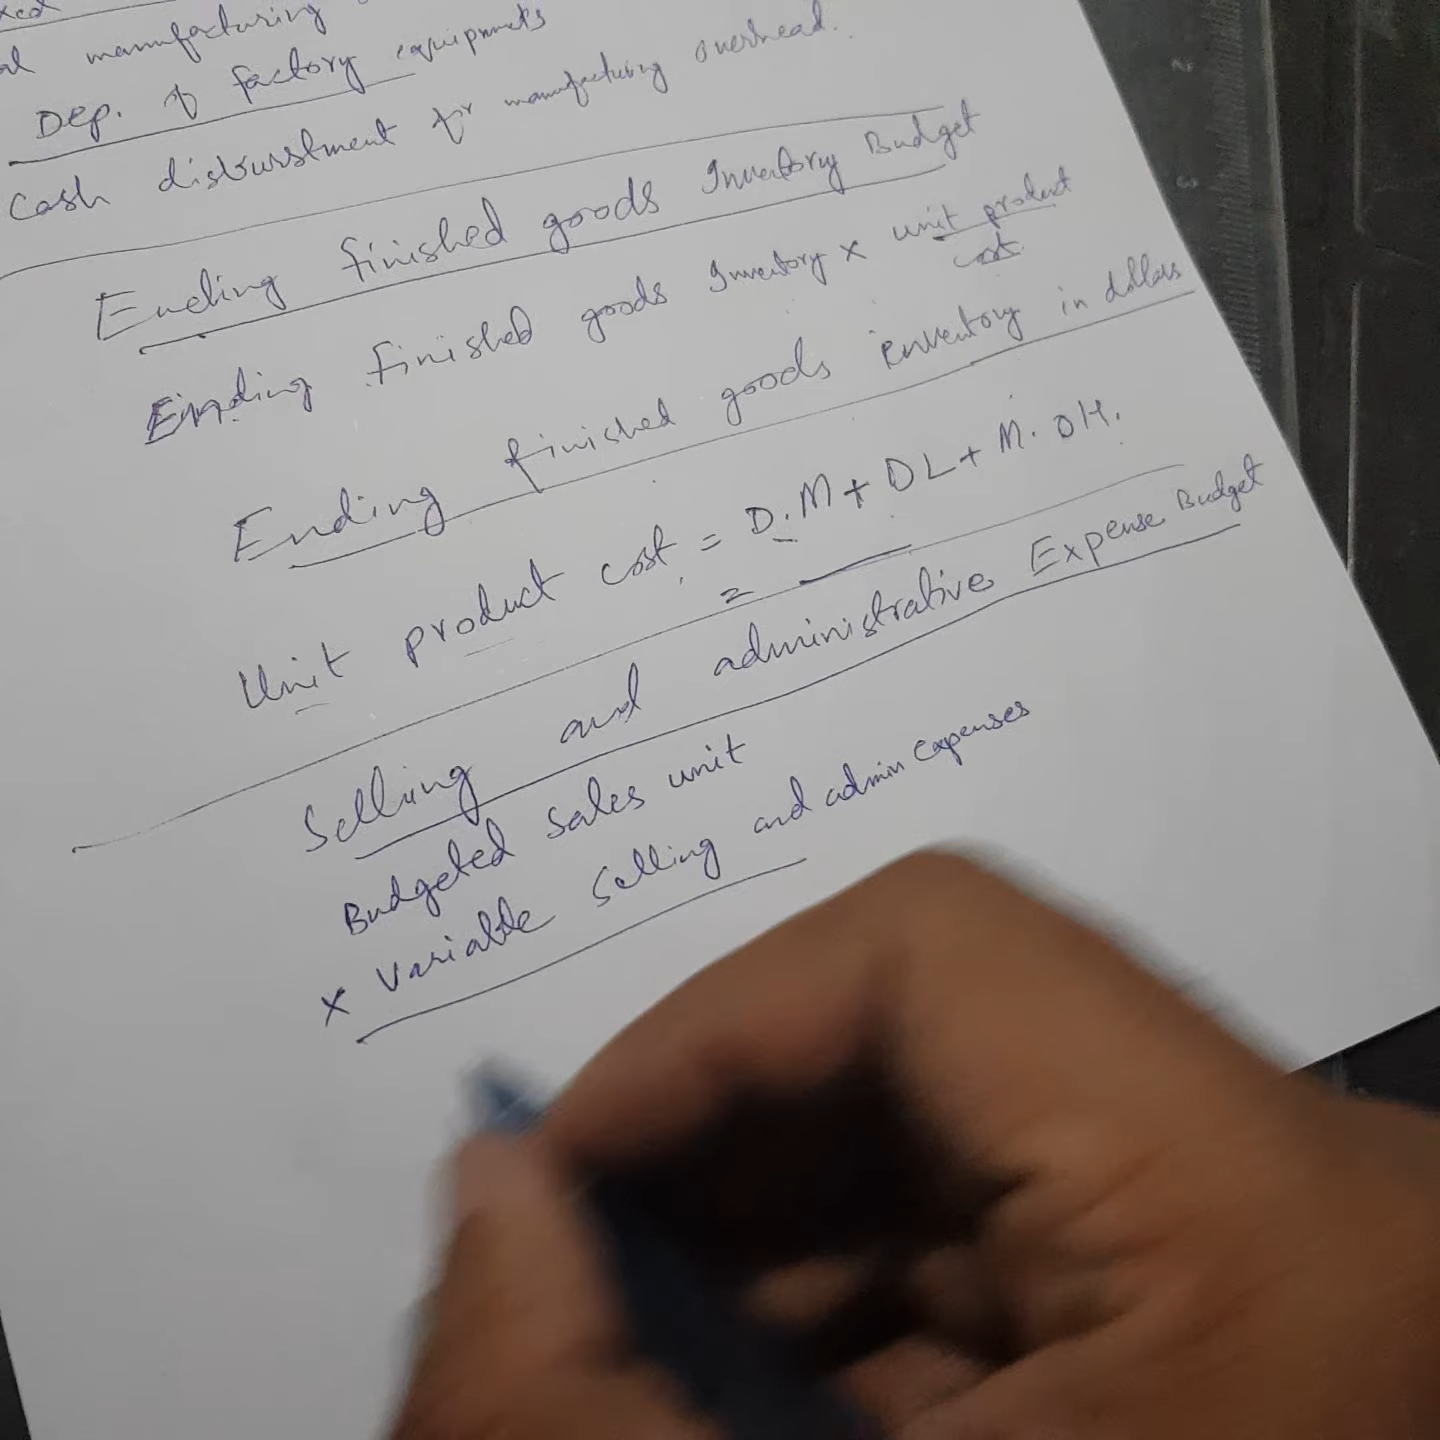 manufacturing
Dep. of factory equipments
Cash disburstment for manufacturing overhead.
Ending finished goods Inventory Budget
Ending finished goods Inventory x unit product cost
Ending finished goods inventory in dollars
Unit product cost = D.M + DL + M. OH.
=
Selling and administrative Expense Budget
Budgeted sales unit
x Variable selling and admin expenses